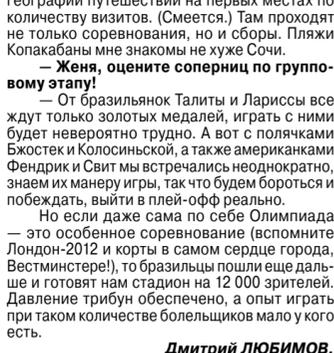 географии путешествий на первых местах по
количеству визитов. (Смеется.) Там проходят
не только соревнования, но и сборы. Пляжи
Копакабаны мне знакомы не хуже Сочи.
— Женя, оцените соперниц по группо-
вому этапу!
— От бразильянок Талиты и Лариссы все
ждут только золотых медалей, играть с ними
будет невероятно трудно. А вот с полячками
Бжостек и Колосиньской, а также американками
Фендрик и Свит мы встречались неоднократно,
знаем их манеру игры, так что будем бороться и
побеждать, выйти в плей-офф реально.
Но если даже сама по себе Олимпиада
— это особенное соревнование (вспомните
Лондон-2012 и корты в самом сердце города,
Вестминстере!), то бразильцы пошли еще даль-
ше и готовят нам стадион на 12 000 зрителей.
Давление трибун обеспечено, а опыт играть
при таком количестве болельщиков мало у кого
есть.
Дмитрий ЛЮБИМОВ.